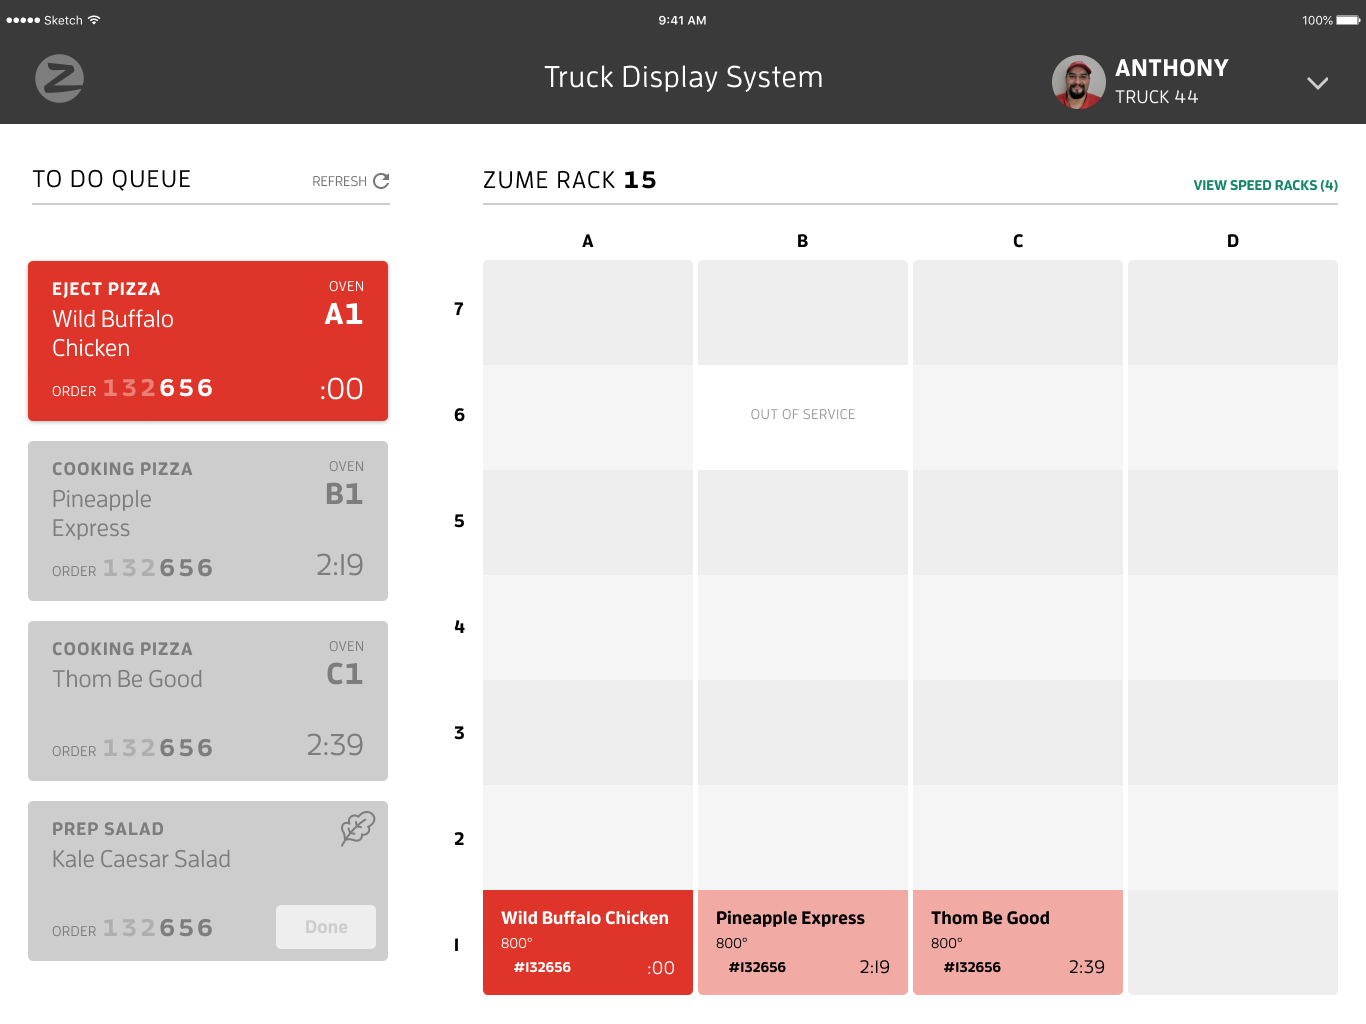 Sketch
9:41 AM
100%
Z
Truck Display System
ANTHONY
TRUCK 44
TO DO QUEUE
REFRESH
EJECT PIZZA
OVEN
Wild Buffalo
Chicken
A1
ORDER 132656
:00
COOKING PIZZA
OVEN
Pineapple
Express
B1
ORDER 132656
2:19
COOKING PIZZA
OVEN
Thom Be Good
C1
ORDER 132656
2:39
PREP SALAD
Kale Caesar Salad
ORDER 132656
Done
ZUME RACK 15
VIEW SPEED RACKS (4)
A B C D
7
6
OUT OF SERVICE
5
4
3
2
1
Wild Buffalo Chicken
800°
#132656 :00
Pineapple Express
800°
#132656 2:19
Thom Be Good
800°
#132656 2:39